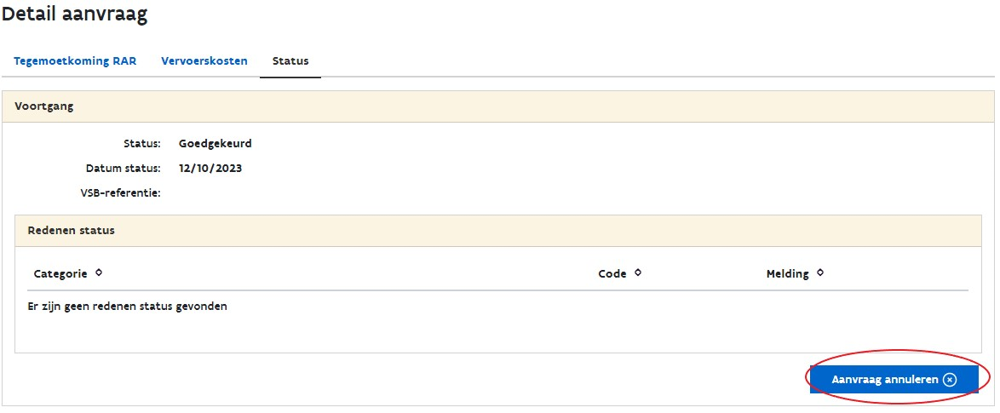 Detail aanvraag
Tegemoetkoming RAR Vervoerskosten Status
Voortgang
Status: Goedgekeurd
Datum status: 12/10/2023
VSB-referentie:
Redenen status
Categorie Code Melding
Er zijn geen redenen status gevonden
Aanvraag annuleren